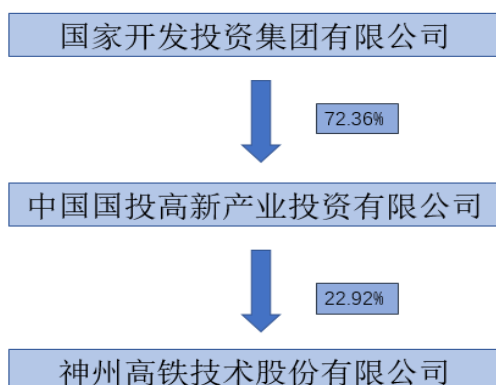 国家开发投资集团有限公司
72.36%
中国国投高新产业投资有限公司
22.92%
神州高铁技术股份有限公司